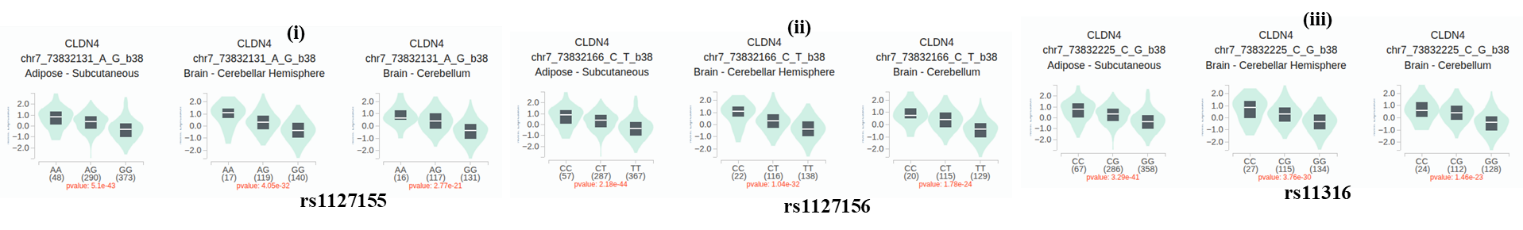 (i)
CLDN4
chr7_73832131_A_G_b38
Adipose - Subcutaneous
2.0
1.0
0.0
−1.0
−2.0
AA
(48)
AG
(290)
GG
(373)
pvalue: 5.1e-43
CLDN4
chr7_73832131_A_G_b38
Brain - Cerebellar Hemisphere
2.0
1.0
0.0
−1.0
−2.0
AA
(17)
AG
(119)
GG
(140)
pvalue: 4.05e-32
CLDN4
chr7_73832131_A_G_b38
Brain - Cerebellum
2.0
1.0
0.0
−1.0
−2.0
AA
(16)
AG
(117)
GG
(131)
pvalue: 2.77e-21
rs1127155
(ii)
CLDN4
chr7_73832166_C_T_b38
Adipose - Subcutaneous
2.0
1.0
0.0
−1.0
−2.0
CC
(57)
CT
(287)
TT
(367)
pvalue: 2.18e-44
CLDN4
chr7_73832166_C_T_b38
Brain - Cerebellar Hemisphere
2.0
1.0
0.0
−1.0
−2.0
CC
(22)
CT
(116)
TT
(138)
pvalue: 1.04e-32
CLDN4
chr7_73832166_C_T_b38
Brain - Cerebellum
2.0
1.0
0.0
−1.0
−2.0
CC
(20)
CT
(115)
TT
(129)
pvalue: 1.78e-24
rs1127156
(iii)
CLDN4
chr7_73832225_C_G_b38
Adipose - Subcutaneous
2.0
1.0
0.0
−1.0
−2.0
CC
(67)
CG
(286)
GG
(358)
pvalue: 3.29e-41
CLDN4
chr7_73832225_C_G_b38
Brain - Cerebellar Hemisphere
2.0
1.0
0.0
−1.0
−2.0
CC
(27)
CG
(115)
GG
(134)
pvalue: 3.76e-30
CLDN4
chr7_73832225_C_G_b38
Brain - Cerebellum
2.0
1.0
0.0
−1.0
−2.0
CC
(24)
CG
(112)
GG
(128)
pvalue: 1.46e-23
rs11316